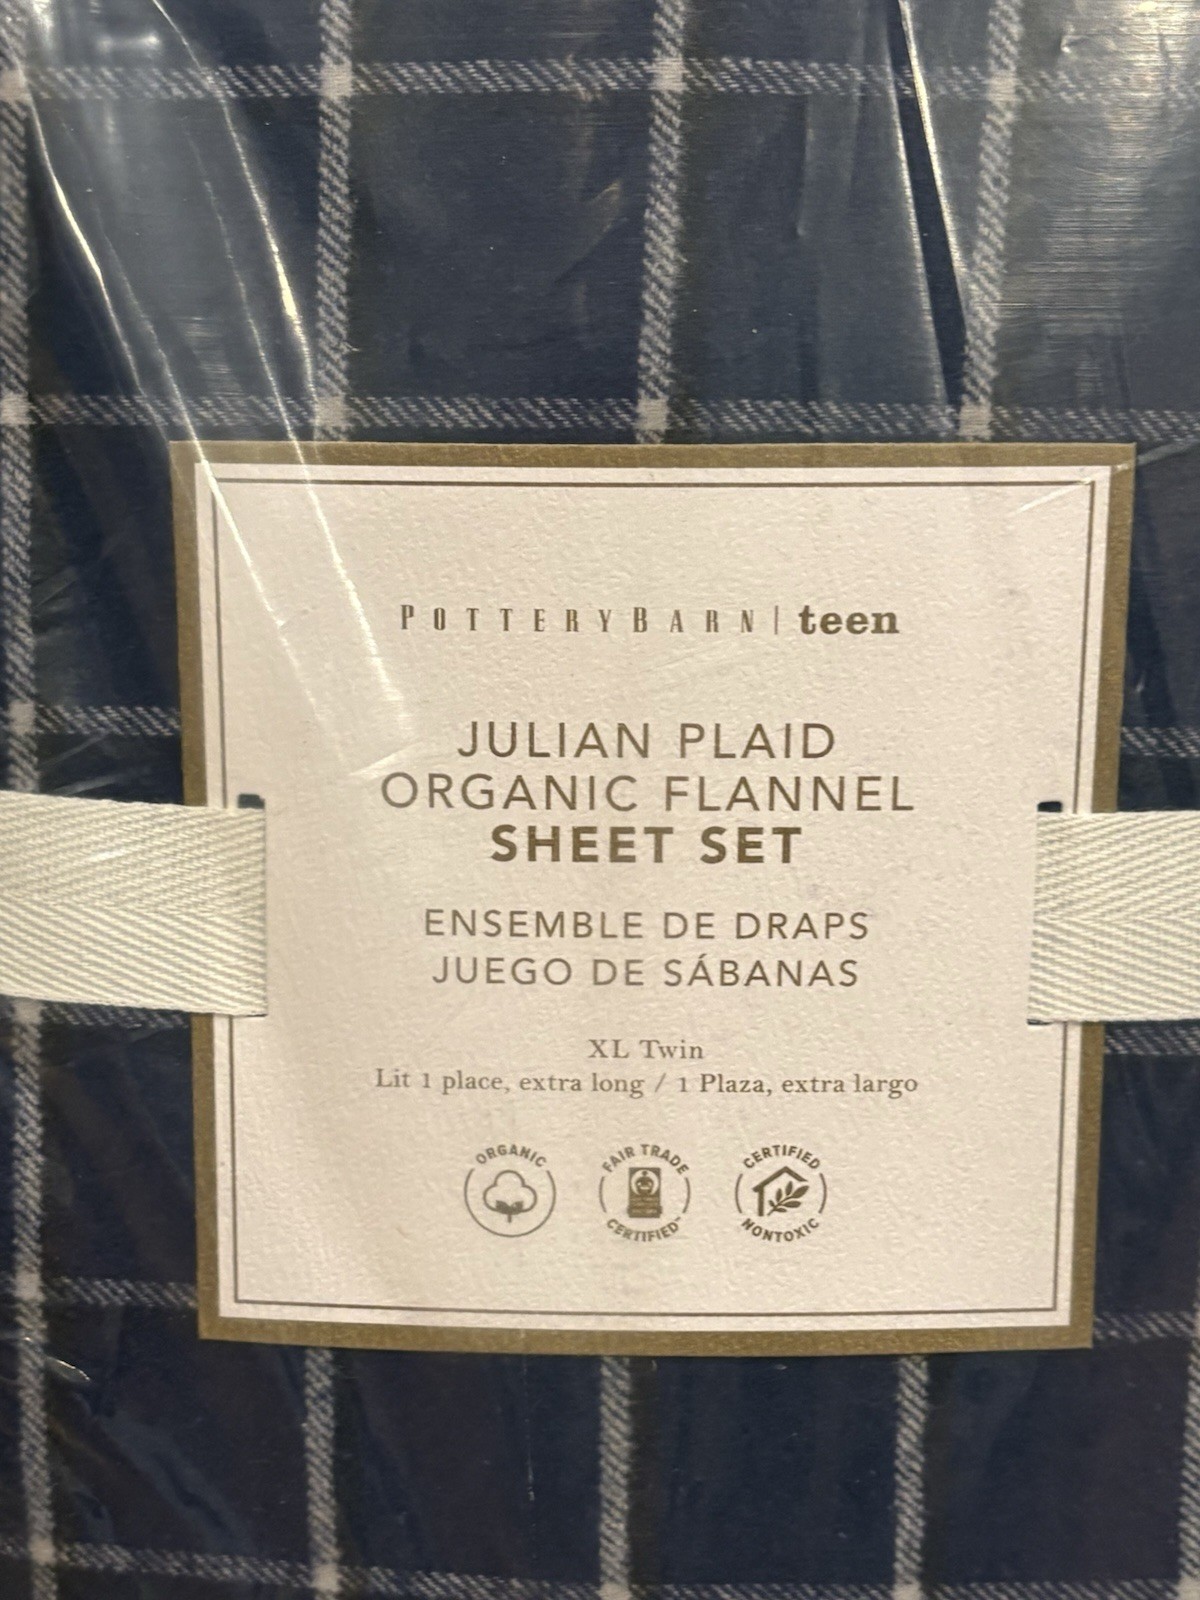 POTTERYBARN | teen
JULIAN PLAID
ORGANIC FLANNEL
SHEET SET
ENSEMBLE DE DRAPS
JUEGO DE SÁBANAS
XL Twin
Lit 1 place, extra long / 1 Plaza, extra largo
ORGANIC
FAIR TRADE
CERTIFIED™
CERTIFIED
NONTOXIC